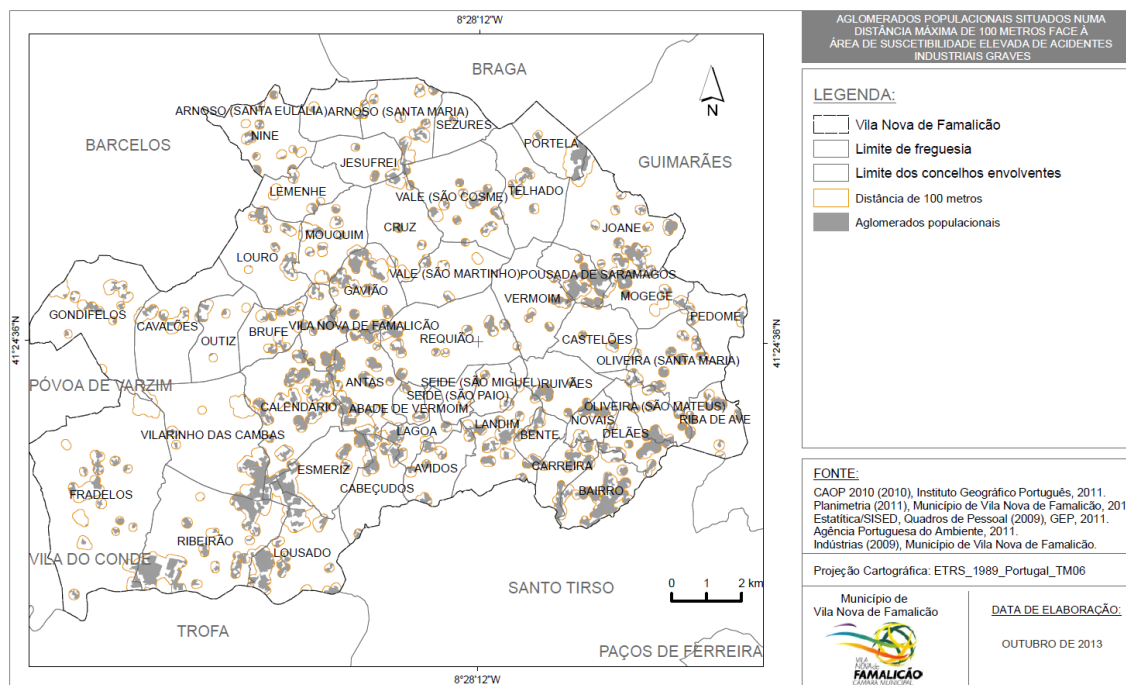 8°28'12"W
AGLOMERADOS POPULACIONAIS SITUADOS NUMA
DISTÂNCIA MÁXIMA DE 100 METROS FACE À
ÁREA DE SUSCETIBILIDADE ELEVADA DE ACIDENTES
INDUSTRIAIS GRAVES
BRAGA
BARCELOS
GUIMARÃES
N
ARNOSO (SANTA EULÁLIA)
ARNOSO (SANTA MARIA)
SEZURES
NINE
PORTELA
JESUFREI
LEMENHE
VALE (SÃO COSME)
TELHADO
MOUQUIM
CRUZ
JOANE
LOURO
VALE (SÃO MARTINHO)
POUSADA DE SARAMAGOS
GAVIÃO
VERMOIM
MOGEGE
GONDIFELOS
CAVALÕES
PEDOME
OUTIZ
BRUFE
VILA NOVA DE FAMALICÃO
REQUIÃO
CASTELÕES
41°24'36"N
41°24'36"N
OLIVEIRA (SANTA MARIA)
PÓVOA DE VARZIM
ANTAS
SEIDE (SÃO MIGUEL)
RUIVÃES
SEIDE (SÃO PAIO)
CALENDÁRIO
ABADE DE VERMOIM
OLIVEIRA (SÃO MATEUS)
RIBA DE AVE
NOVAIS
LANDIM
VILARINHO DAS CAMBAS
LAGOA
BENTE
DELÃES
ESMERIZ
AVIDOS
CARREIRA
CABEÇUDOS
FRADELOS
BAIRRO
RIBEIRÃO
LOUSADO
VILA DO CONDE
SANTO TIRSO
0 1 2 km
TROFA
PAÇOS DE FERREIRA
8°28'12"W
LEGENDA:
Vila Nova de Famalicão
Limite de freguesia
Limite dos concelhos envolventes
Distância de 100 metros
Aglomerados populacionais
FONTE:
CAOP 2010 (2010), Instituto Geográfico Português, 2011.
Planimetria (2011), Município de Vila Nova de Famalicão, 201
Estatítica/SISED, Quadros de Pessoal (2009), GEP, 2011.
Agência Portuguesa do Ambiente, 2011.
Indústrias (2009), Município de Vila Nova de Famalicão.
Projeção Cartográfica: ETRS_1989_Portugal_TM06
Município de
Vila Nova de Famalicão
VILA
NOVA de
FAMALICÃO
CÂMARA MUNICIPAL
DATA DE ELABORAÇÃO:
OUTUBRO DE 2013